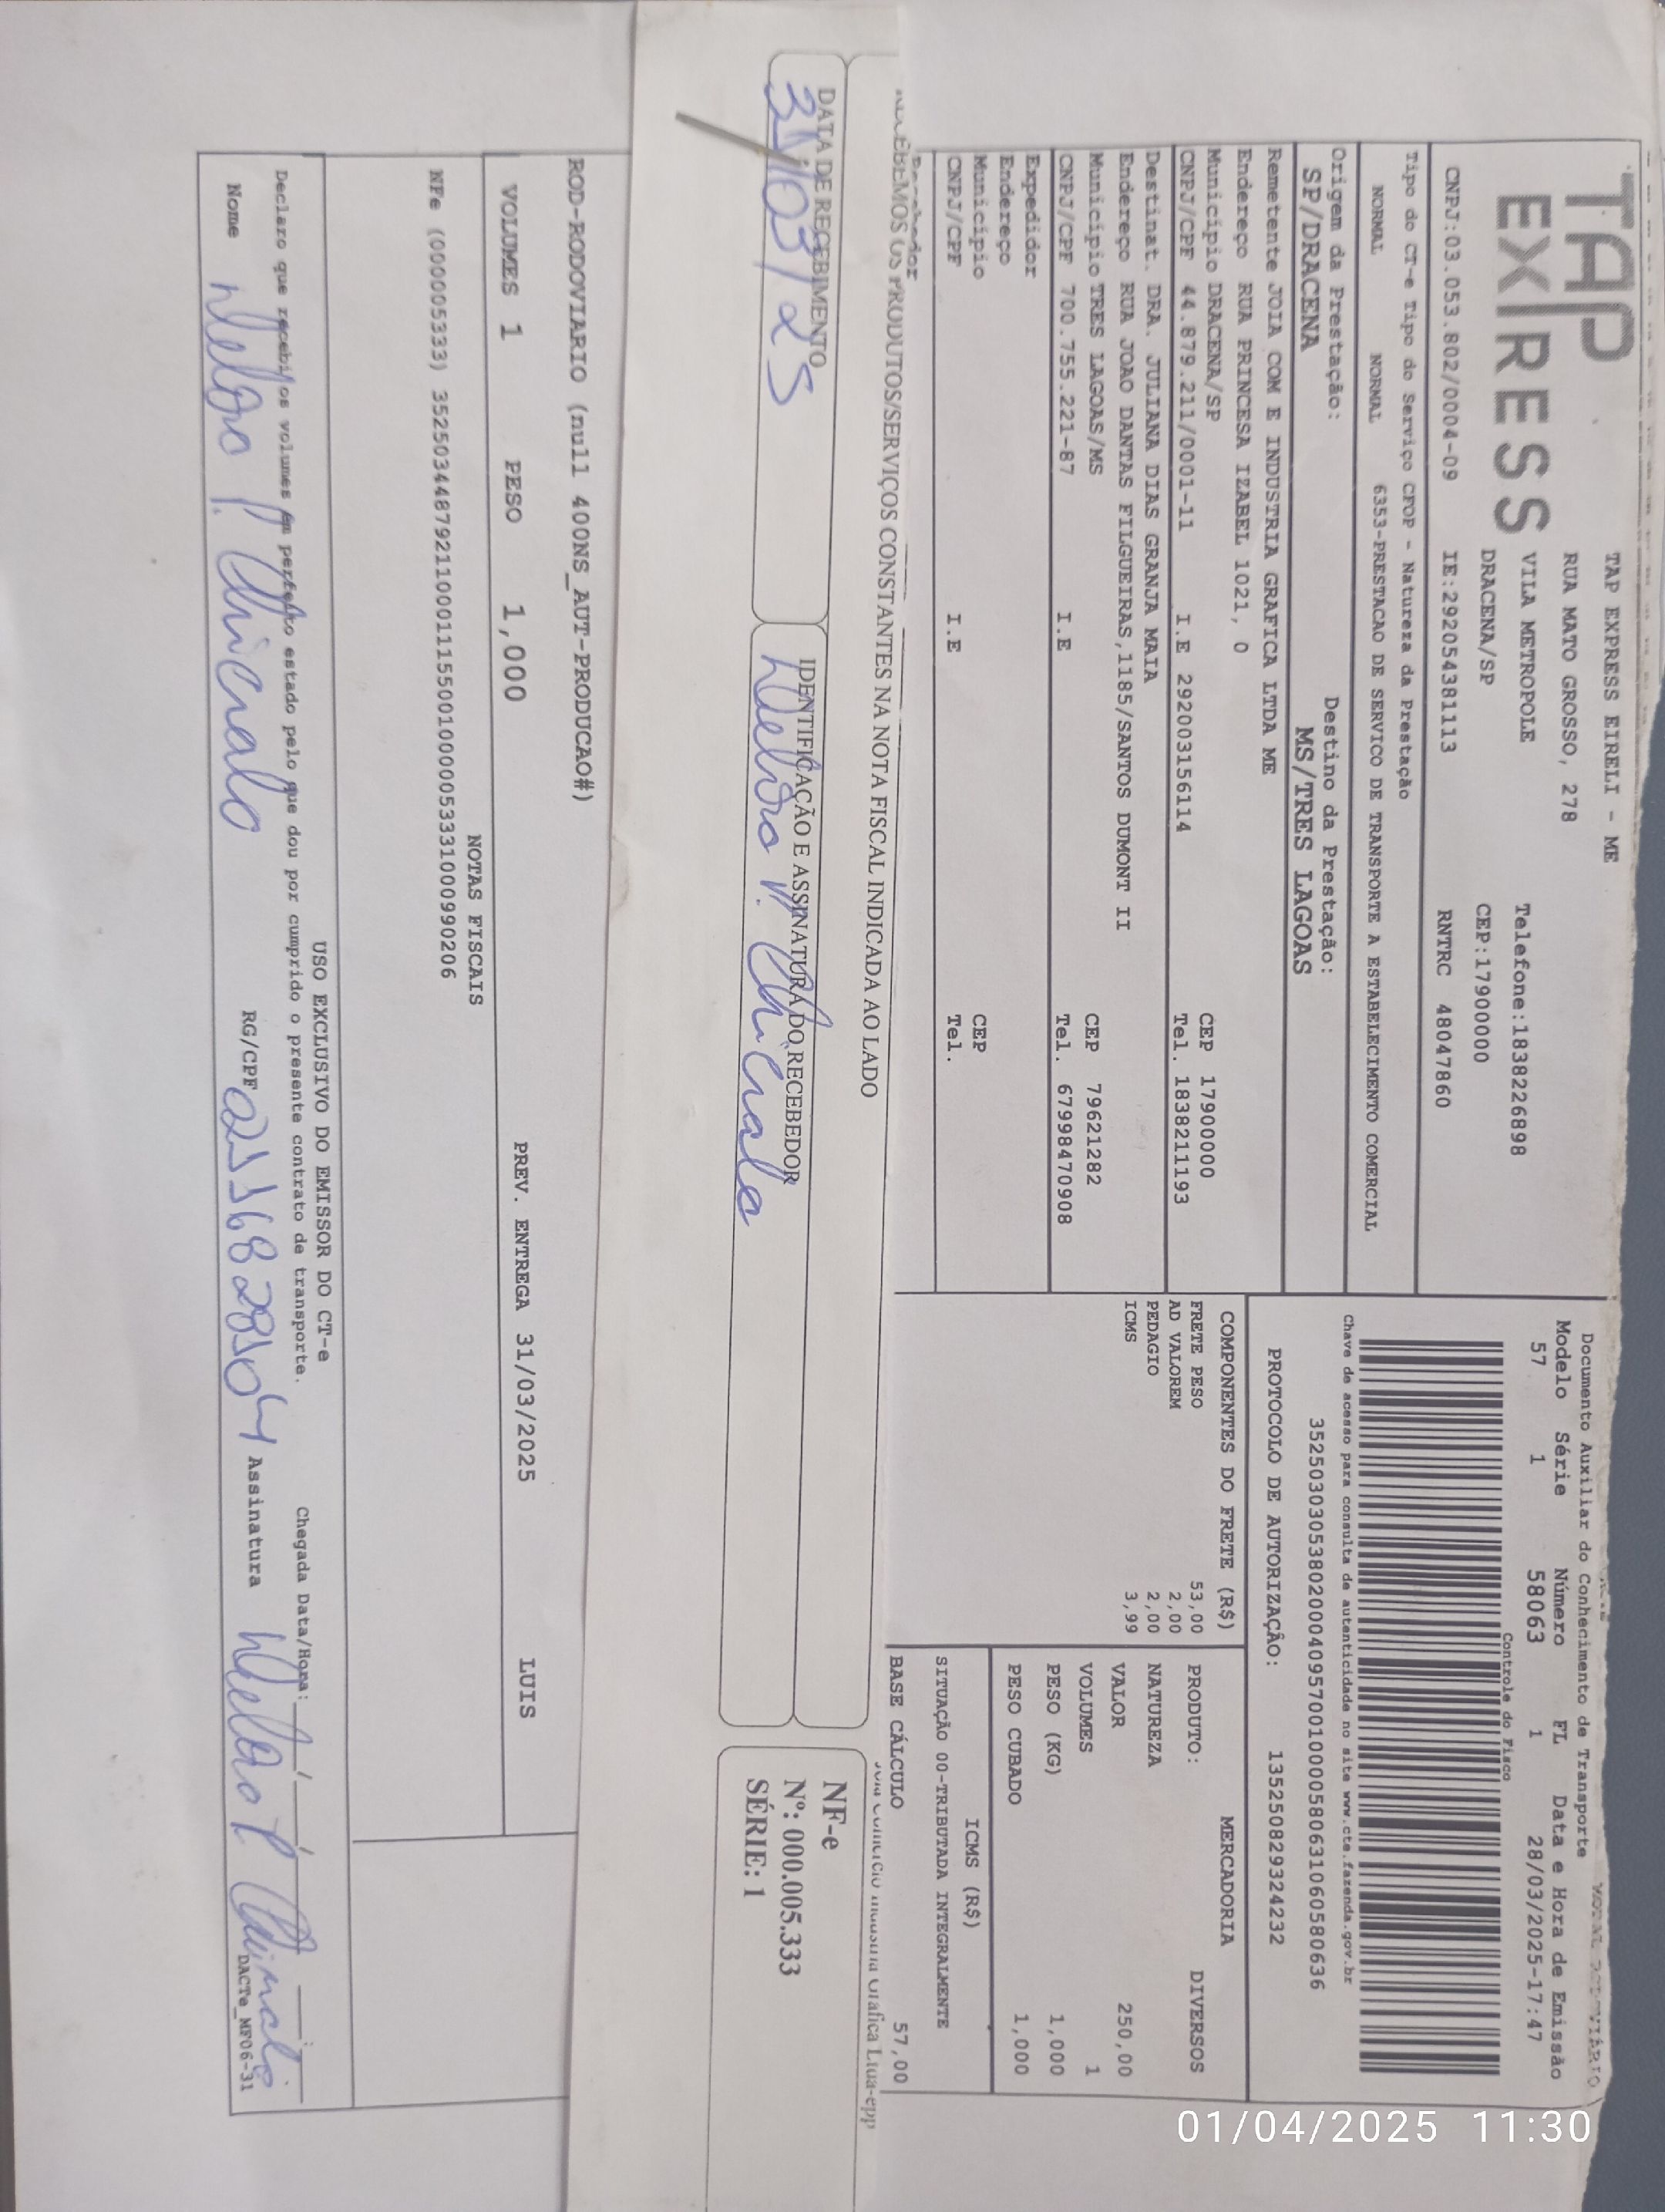 TAP
EXPRESS
TAP EXPRESS EIRELI - ME
RUA MATO GROSSO, 278
VILA METROPOLE Telefone:1838226898
DRACENA/SP CEP:17900000
CNPJ:03.053.802/0004-09 IE:292054381113 RNTRC 48047860
Tipo do CT-e Tipo do Serviço CFOP - Natureza da Prestação
NORMAL NORMAL 6353-PRESTACAO DE SERVICO DE TRANSPORTE A ESTABELECIMENTO COMERCIAL
Origem da Prestação: Destino da Prestação:
SP/DRACENA MS/TRES LAGOAS
Remetente JOIA COM E INDUSTRIA GRAFICA LTDA ME
Endereço RUA PRINCESA IZABEL 1021, 0
Município DRACENA/SP CEP 17900000
CNPJ/CPF 44.879.211/0001-11 I.E 292003156114 Tel. 1838211193
Destinat. DRA. JULIANA DIAS GRANJA MAIA
Endereço RUA JOAO DANTAS FILGUEIRAS,1185/SANTOS DUMONT II
Município TRES LAGOAS/MS CEP 79621282
CNPJ/CPF 700.755.221-87 I.E Tel. 67998470908
Expedidor
Endereço
Município CEP
CNPJ/CPF I.E Tel.
Documento Auxiliar do Conhecimento de Transporte
Modelo Série Número FL Data e Hora de Emissão
57 1 58063 1 28/03/2025-17:47
Controle do Fisco
Chave de acesso para consulta de autenticidade no site www.cte.fazenda.gov.br
35250303053802000409570010000580631060580636
PROTOCOLO DE AUTORIZAÇÃO: 135250829324232
COMPONENTES DO FRETE (R$)
FRETE PESO 53,00
AD VALOREM 2,00
PEDAGIO 2,00
ICMS 3,99
MERCADORIA
PRODUTO: DIVERSOS
NATUREZA
VALOR 250,00
VOLUMES 1
PESO (KG) 1,000
PESO CUBADO 1,000
ICMS (R$)
SITUAÇÃO 00-TRIBUTADA INTEGRALMENTE
BASE CÁLCULO 57,00
RECEBEMOS OS PRODUTOS/SERVIÇOS CONSTANTES NA NOTA FISCAL INDICADA AO LADO
DATA DE RECEBIMENTO
31/03/25
IDENTIFICAÇÃO E ASSINATURA DO RECEBEDOR
NF-e
Nº: 000.005.333
SÉRIE: 1
ROD-RODOVIARIO (null 400NS_AUT-PRODUCAO#)
VOLUMES 1 PESO 1,000 PREV. ENTREGA 31/03/2025 LUIS
NOTAS FISCAIS
NFe (000005333) 35250344879211000111550010000053331000990206
USO EXCLUSIVO DO EMISSOR DO CT-e
Declaro que recebi os volumes em perfeito estado pelo que dou por cumprido o presente contrato de transporte. Chegada Data/Hora:
Nome RG/CPF Assinatura
DACTe_MF06-31
01/04/2025 11:30